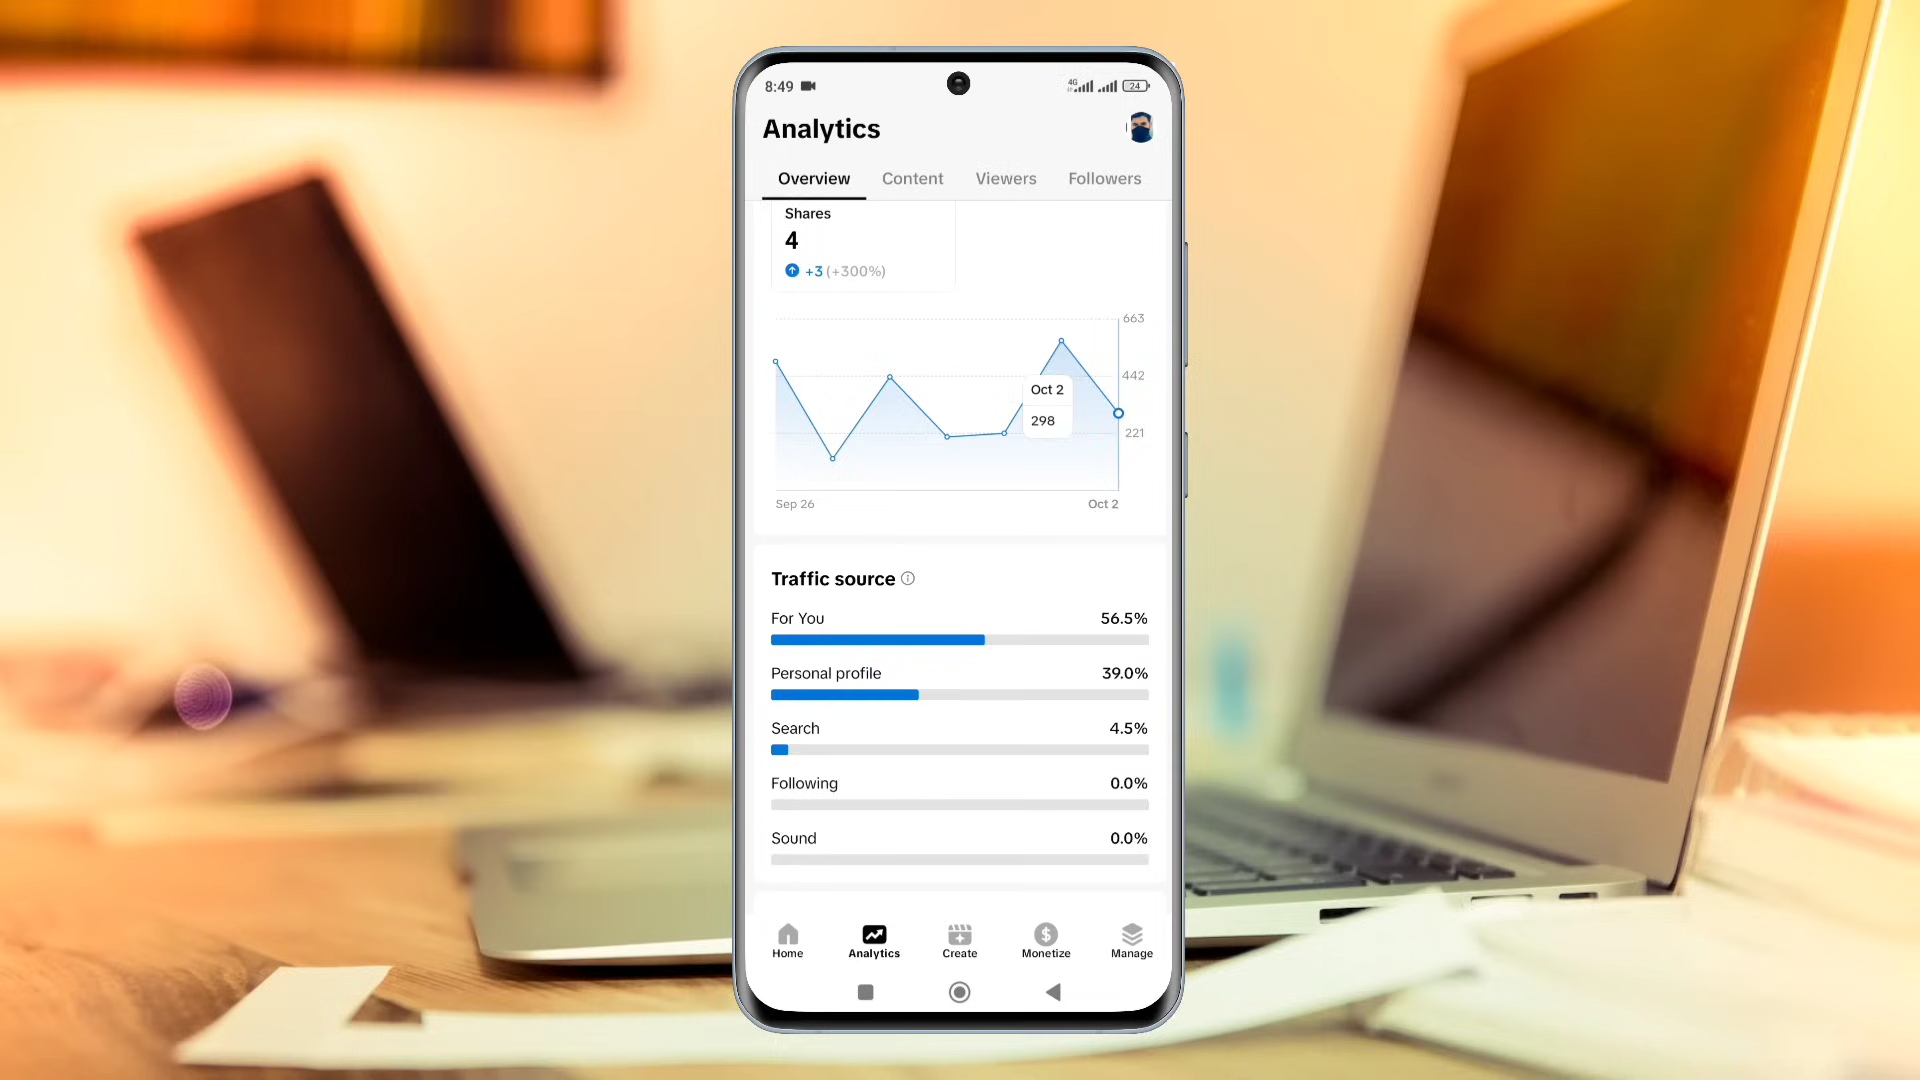 8:49 4G 24
Analytics
Overview Content Viewers Followers
Shares
4
+3 (+300%)
663
442
221
Oct 2
298
Sep 26 Oct 2
Traffic source
For You 56.5%
Personal profile 39.0%
Search 4.5%
Following 0.0%
Sound 0.0%
Home Analytics Create Monetize Manage